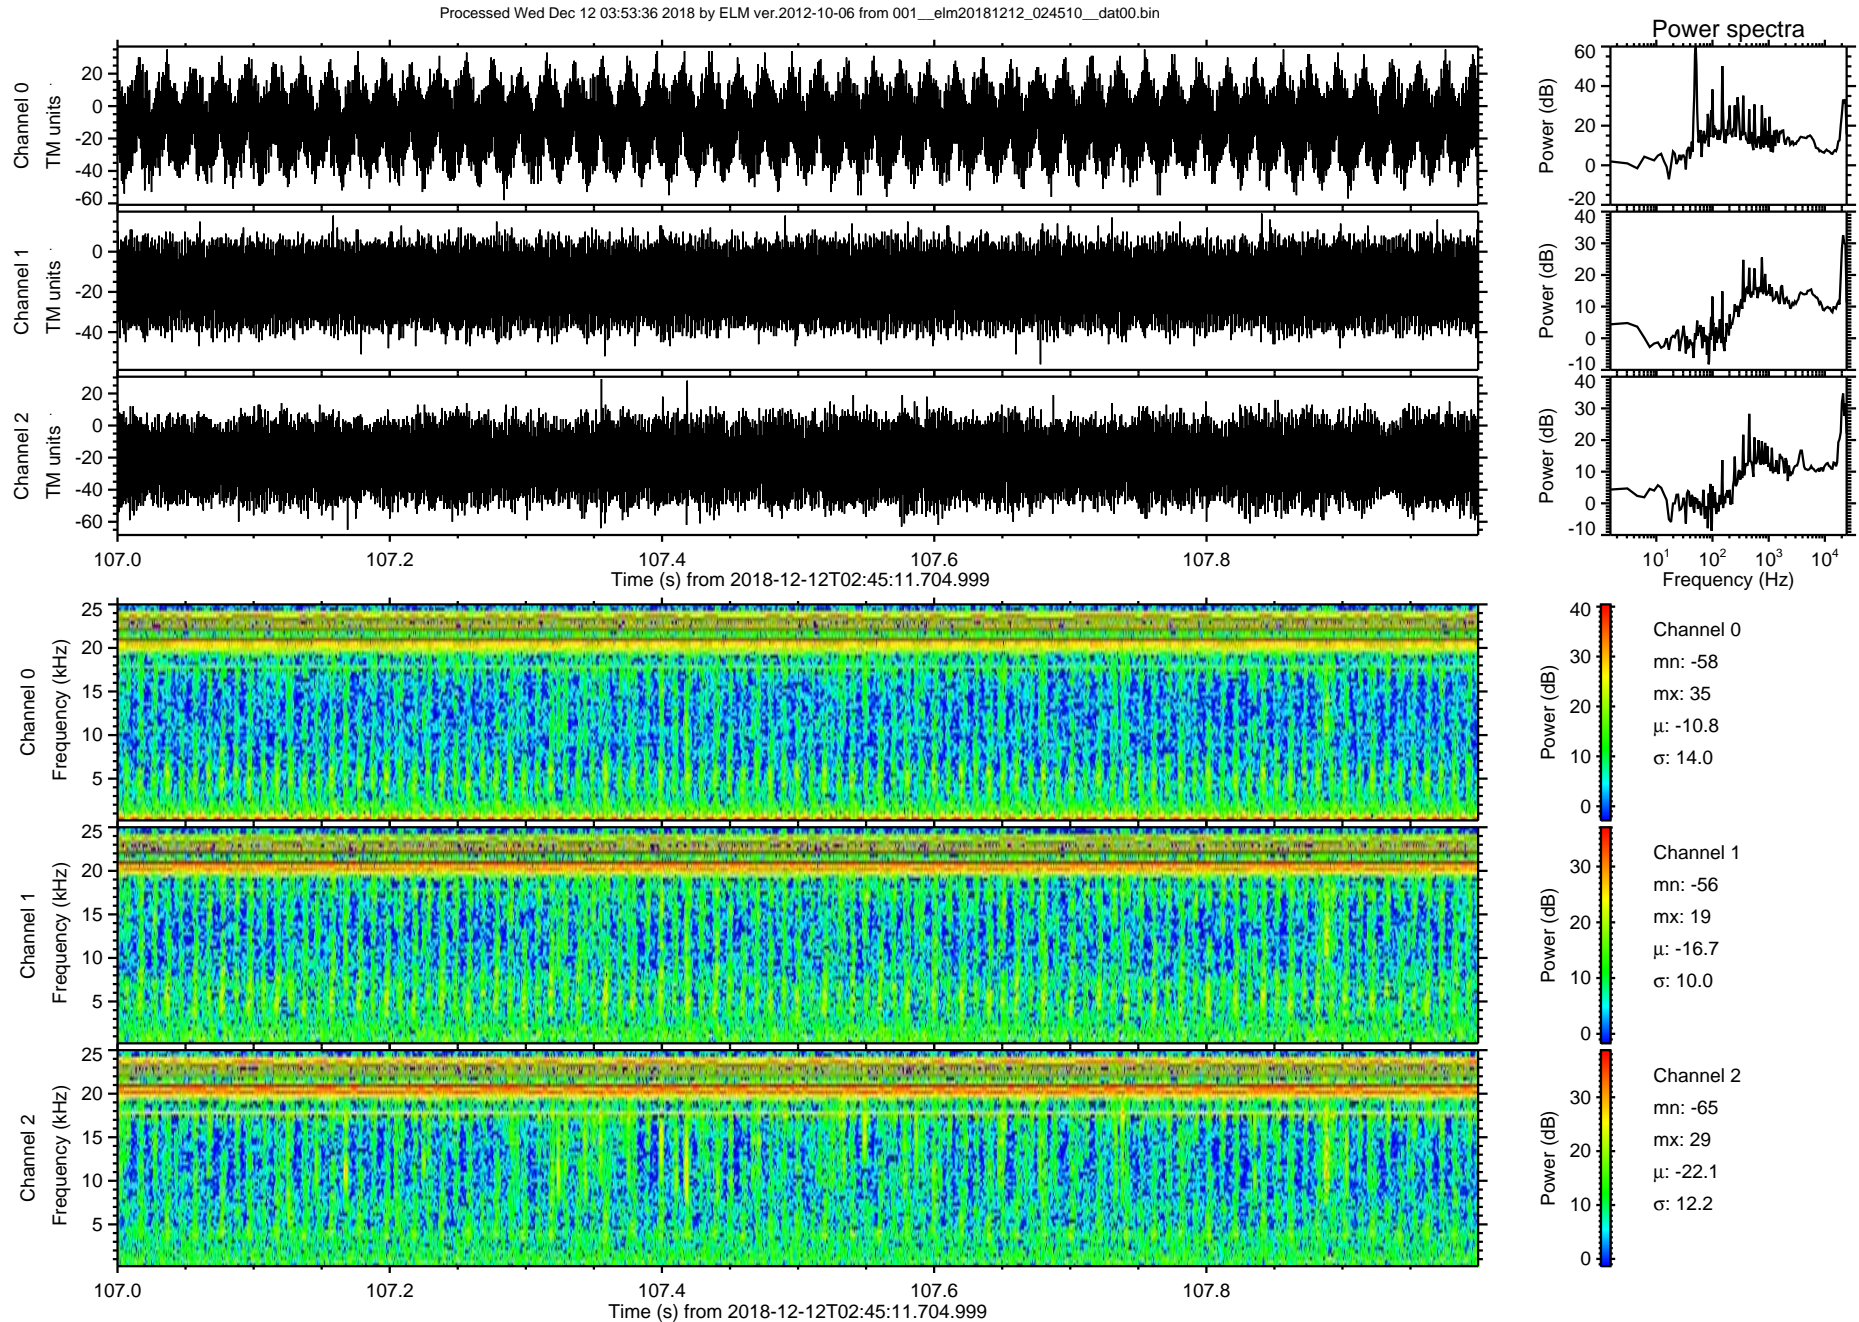 Processed Wed Dec 12 03:53:36 2018 by ELM ver.2012-10-06 from 001__elm20181212_024510__dat00.bin
Power spectra
Channel 0
TM units
20
0
-20
-40
-60
Power (dB)
60
40
20
0
-20
Channel 1
TM units
0
-20
-40
Power (dB)
40
30
20
10
0
-10
Channel 2
TM units
20
0
-20
-40
-60
Power (dB)
40
30
20
10
0
-10
107.0 107.2 107.4 107.6 107.8
Time (s) from 2018-12-12T02:45:11.704.999
10¹ 10² 10³ 10⁴
Frequency (Hz)
Channel 0
Frequency (kHz)
25
20
15
10
5
Power (dB)
40
30
20
10
0
Channel 0
mn: -58
mx: 35
μ: -10.8
σ: 14.0
Channel 1
Frequency (kHz)
25
20
15
10
5
Power (dB)
30
20
10
0
Channel 1
mn: -56
mx: 19
μ: -16.7
σ: 10.0
Channel 2
Frequency (kHz)
25
20
15
10
5
Power (dB)
30
20
10
0
Channel 2
mn: -65
mx: 29
μ: -22.1
σ: 12.2
107.0 107.2 107.4 107.6 107.8
Time (s) from 2018-12-12T02:45:11.704.999